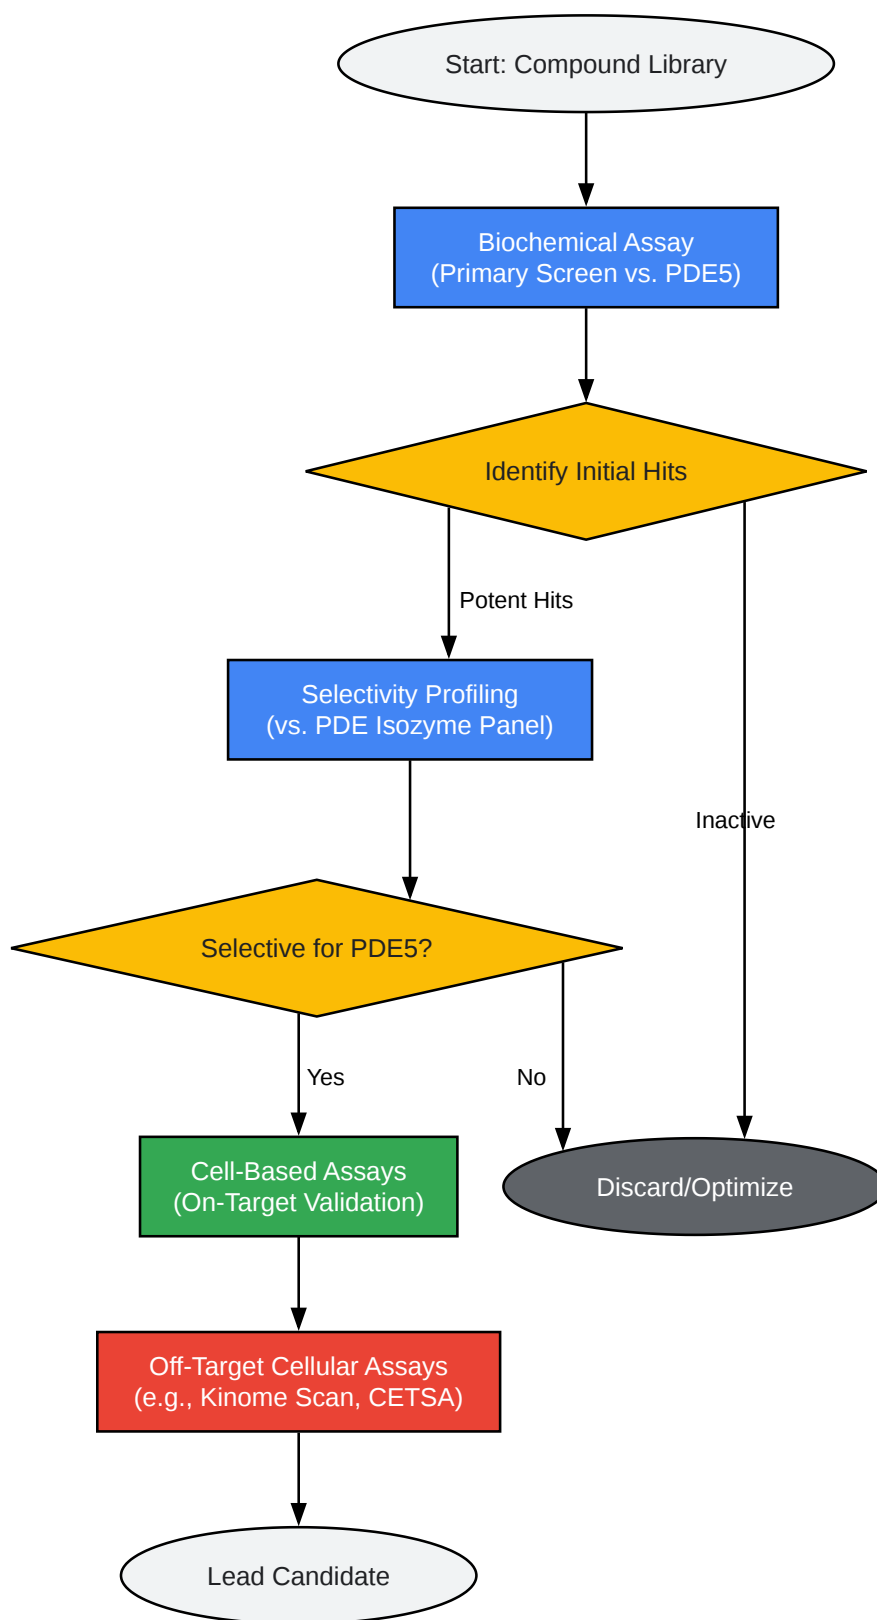 Start: Compound Library
Biochemical Assay
(Primary Screen vs. PDE5)
Identify Initial Hits
Potent Hits
Selectivity Profiling
(vs. PDE Isozyme Panel)
Inactive
Selective for PDE5?
Yes
No
Cell-Based Assays
(On-Target Validation)
Discard/Optimize
Off-Target Cellular Assays
(e.g., Kinome Scan, CETSA)
Lead Candidate